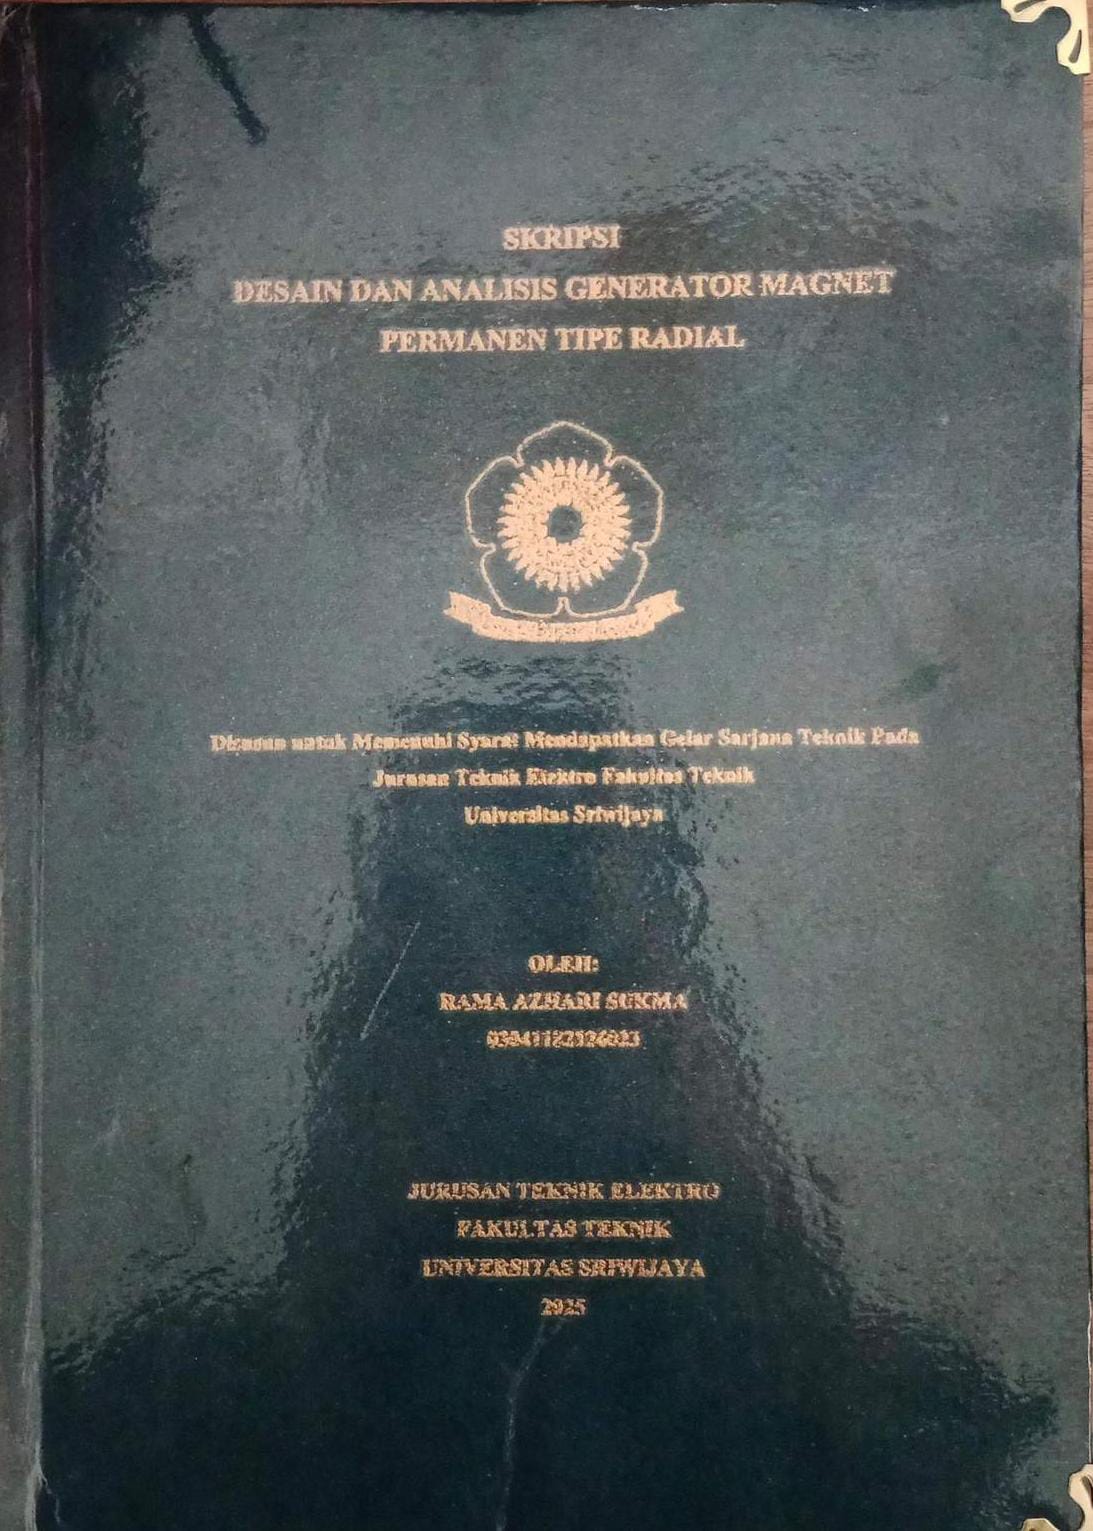 SKRIPSI
DESAIN DAN ANALISIS GENERATOR MAGNET
PERMANEN TIPE RADIAL
Disusun untuk Memenuhi Syarat Mendapatkan Gelar Sarjana Teknik Pada
Jurusan Teknik Elektro Fakultas Teknik
Universitas Sriwijaya
OLEH:
RAMA AZHARI SUKMA
JURUSAN TEKNIK ELEKTRO
FAKULTAS TEKNIK
UNIVERSITAS SRIWIJAYA
2025